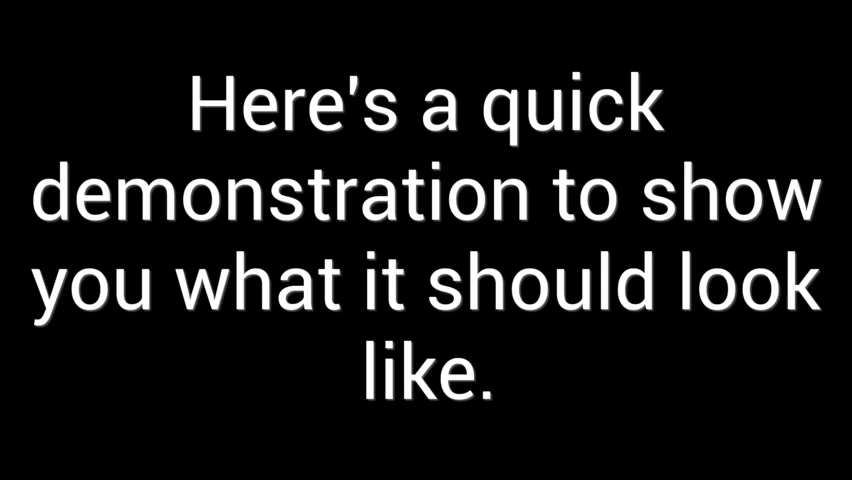 Here's a quick
demonstration to show
you what it should look
like.